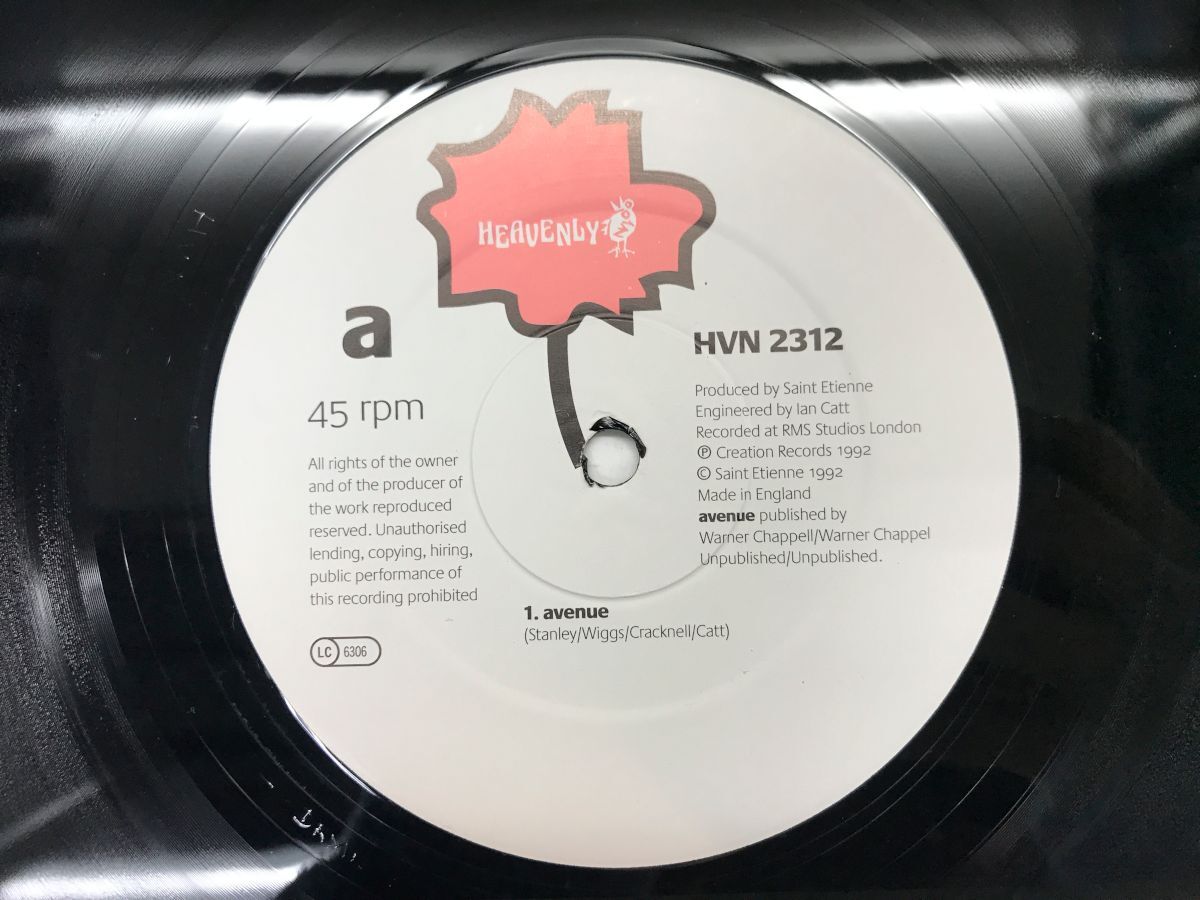 HEAVENLY
a
45 rpm
All rights of the owner
and of the producer of
the work reproduced
reserved. Unauthorised
lending, copying, hiring,
public performance of
this recording prohibited
LC 6306
HVN 2312
Produced by Saint Etienne
Engineered by Ian Catt
Recorded at RMS Studios London
℗ Creation Records 1992
© Saint Etienne 1992
Made in England
avenue published by
Warner Chappell/Warner Chappel
Unpublished/Unpublished.
1. avenue
(Stanley/Wiggs/Cracknell/Catt)